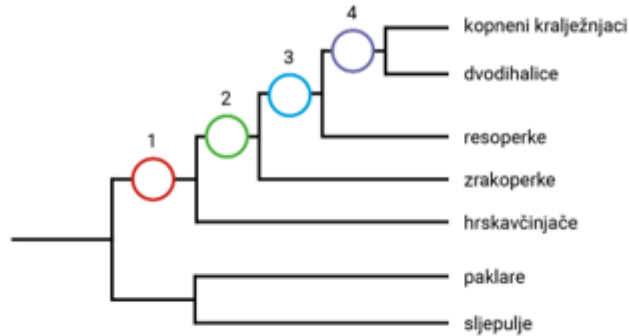 4
kopneni kralježnjaci
3
dvodihalice
2
resoperke
1
zrakoperke
hrskavčinjače
paklare
sljepulje